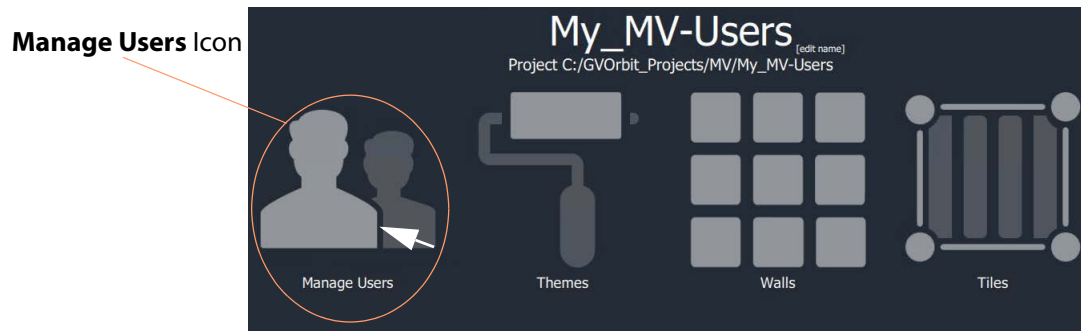 Manage Users Icon
My_MV-Users [edit name]
Project C:/GVOrbit_Projects/MV/My_MV-Users
Manage Users
Themes
Walls
Tiles